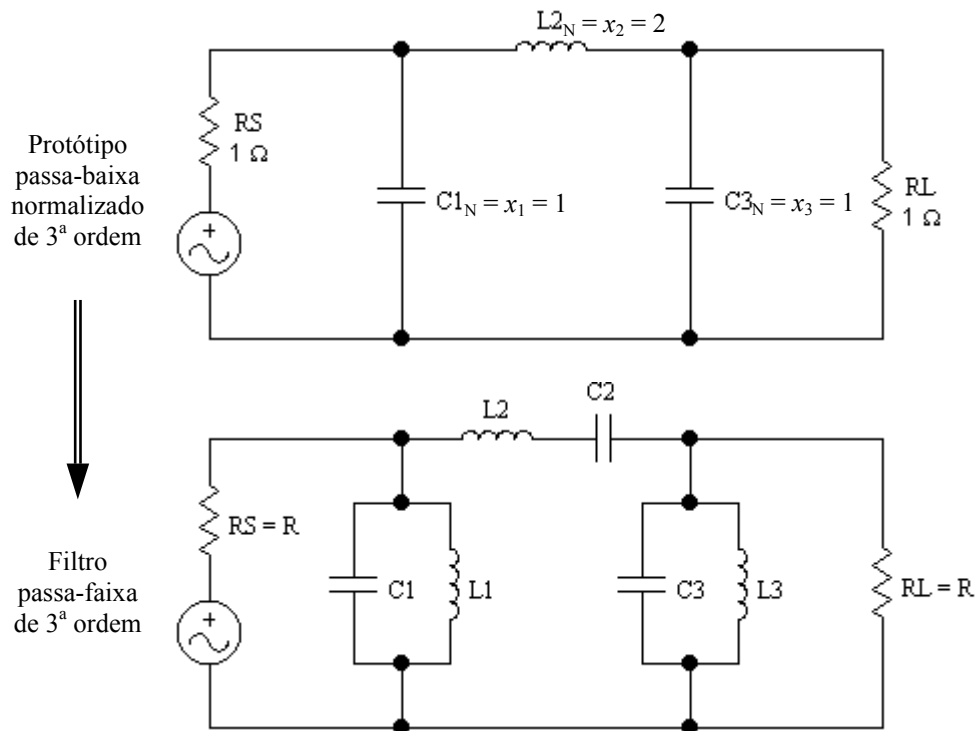 L2N = x2 = 2
RS
1 Ω
Protótipo
passa-baixa
normalizado
de 3ª ordem
C1N = x1 = 1
C3N = x3 = 1
RL
1 Ω
C2
L2
RS = R
Filtro
passa-faixa
de 3ª ordem
C1
L1
C3
L3
RL = R